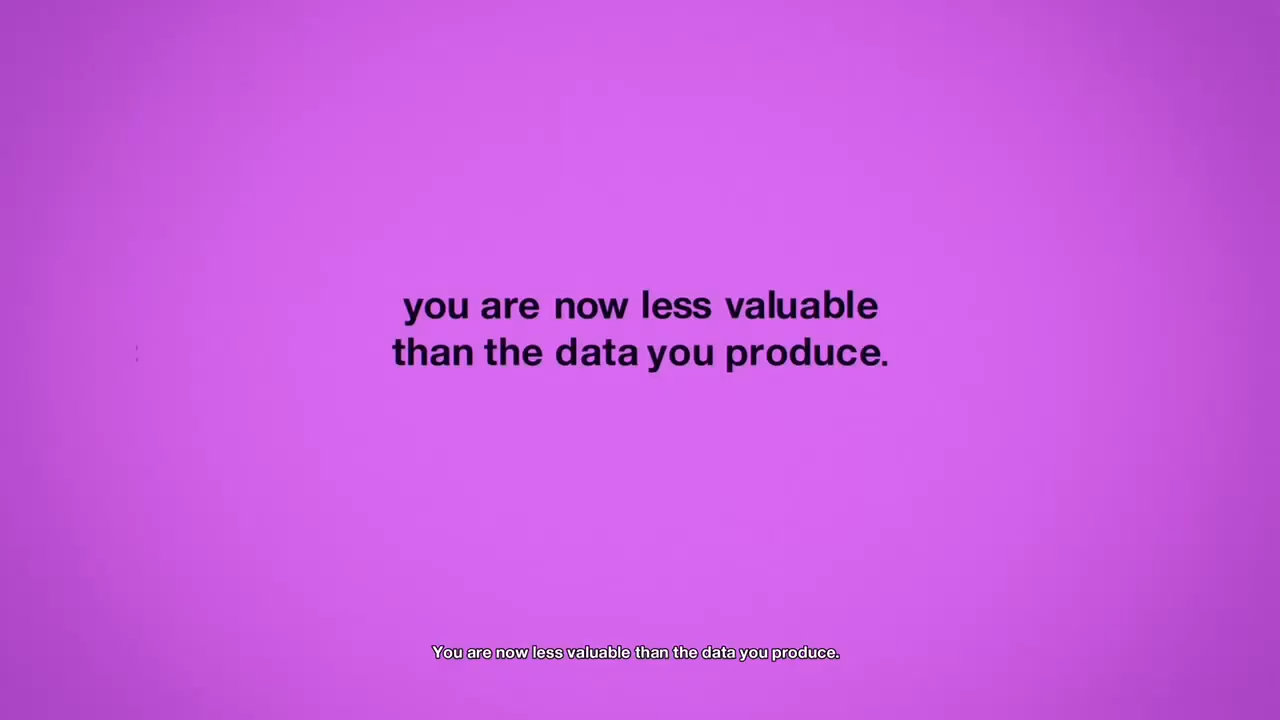 you are now less valuable
than the data you produce.
You are now less valuable than the data you produce.